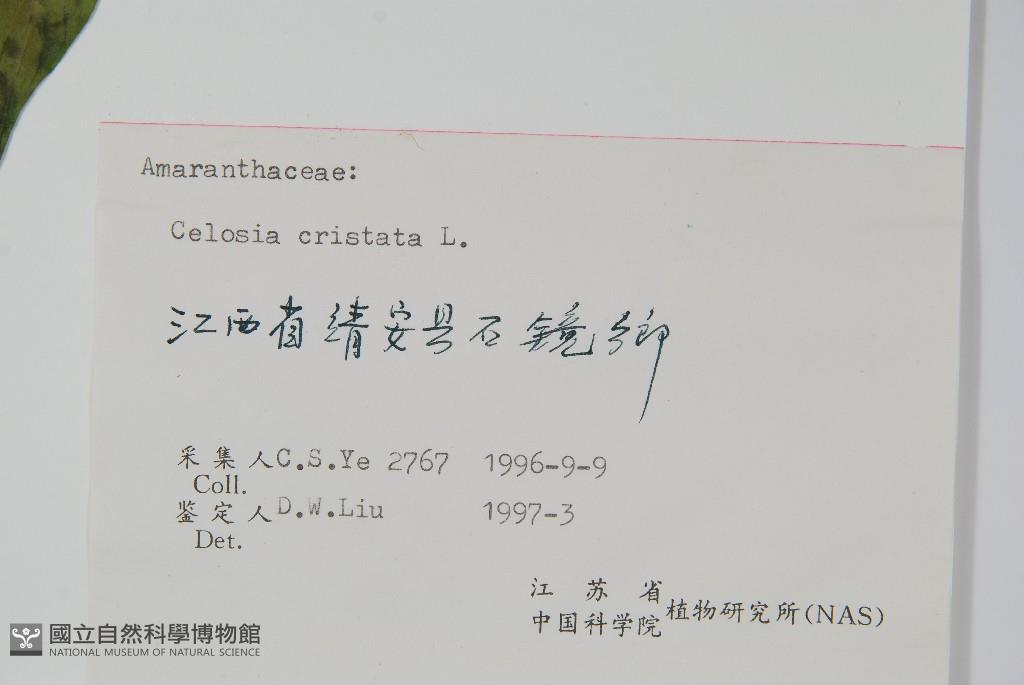 Amaranthaceae:
Celosia cristata L.
江西省靖安县石镜鄉
采集人C.S.Ye 2767 1996-9-9
Coll.
鉴定人D.W.Liu 1997-3
Det.
江苏省
中国科学院植物研究所(NAS)
國立自然科學博物館
NATIONAL MUSEUM OF NATURAL SCIENCE